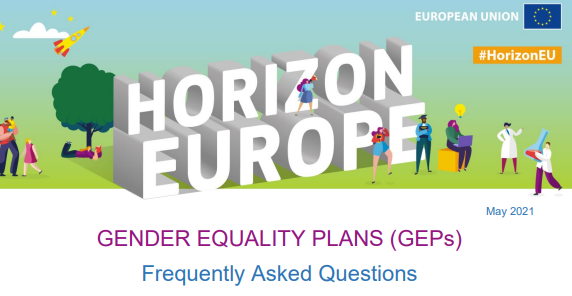 EUROPEAN UNION
#HorizonEU
HORIZON
EUROPE
May 2021
GENDER EQUALITY PLANS (GEPs)
Frequently Asked Questions